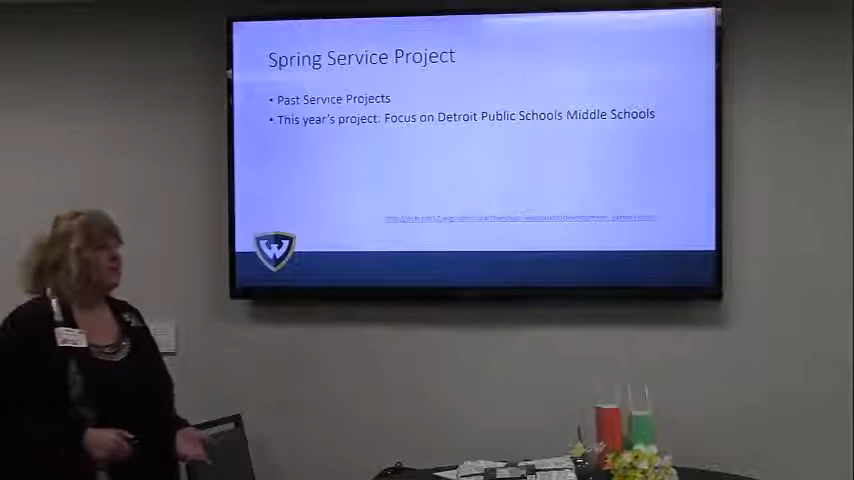 Spring Service Project
• Past Service Projects
• This year's project: Focus on Detroit Public Schools Middle Schools
W